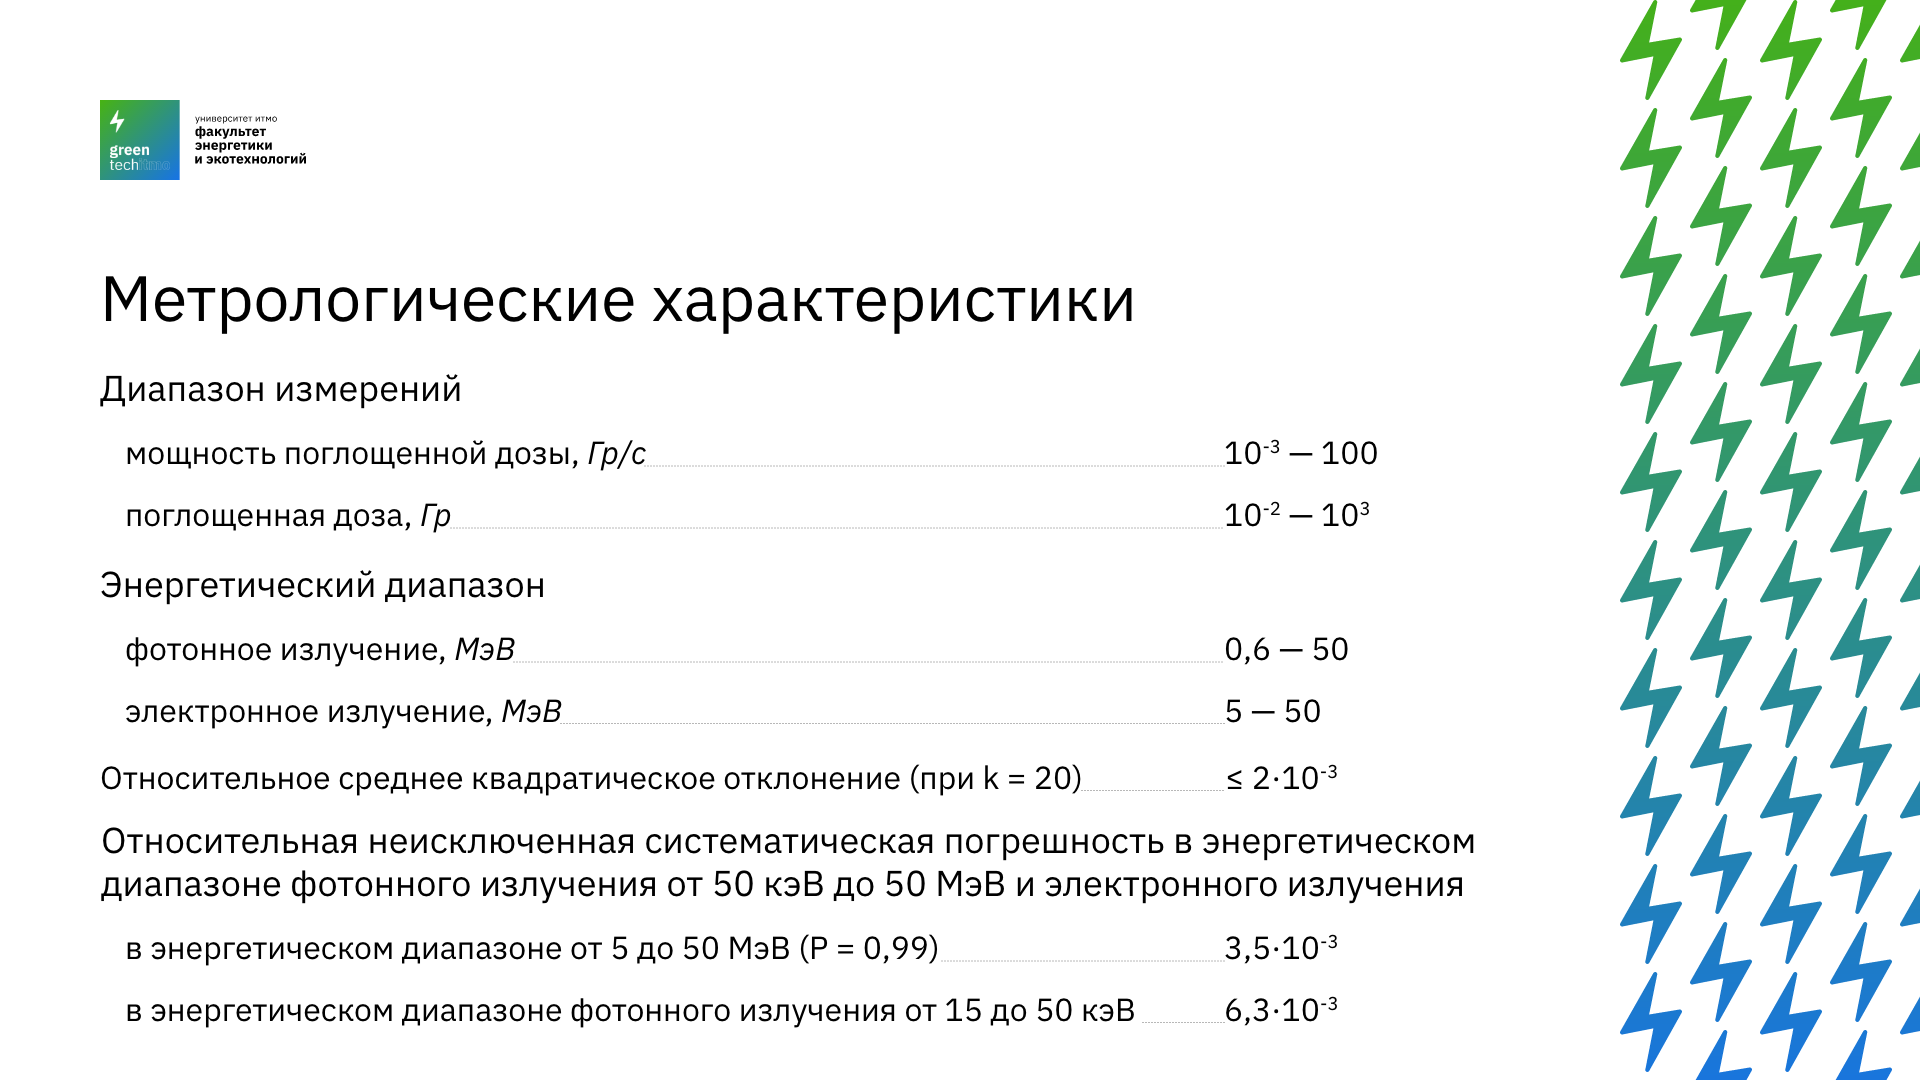 университет итмо
факультет
энергетики
и экотехнологий
green
techitmo
Метрологические характеристики
Диапазон измерений
мощность поглощенной дозы, Гр/с 10⁻³ — 100
поглощенная доза, Гр 10⁻² — 10³
Энергетический диапазон
фотонное излучение, МэВ 0,6 — 50
электронное излучение, МэВ 5 — 50
Относительное среднее квадратическое отклонение (при k = 20) ≤ 2·10⁻³
Относительная неисключенная систематическая погрешность в энергетическом
диапазоне фотонного излучения от 50 кэВ до 50 МэВ и электронного излучения
в энергетическом диапазоне от 5 до 50 МэВ (P = 0,99) 3,5·10⁻³
в энергетическом диапазоне фотонного излучения от 15 до 50 кэВ 6,3·10⁻³